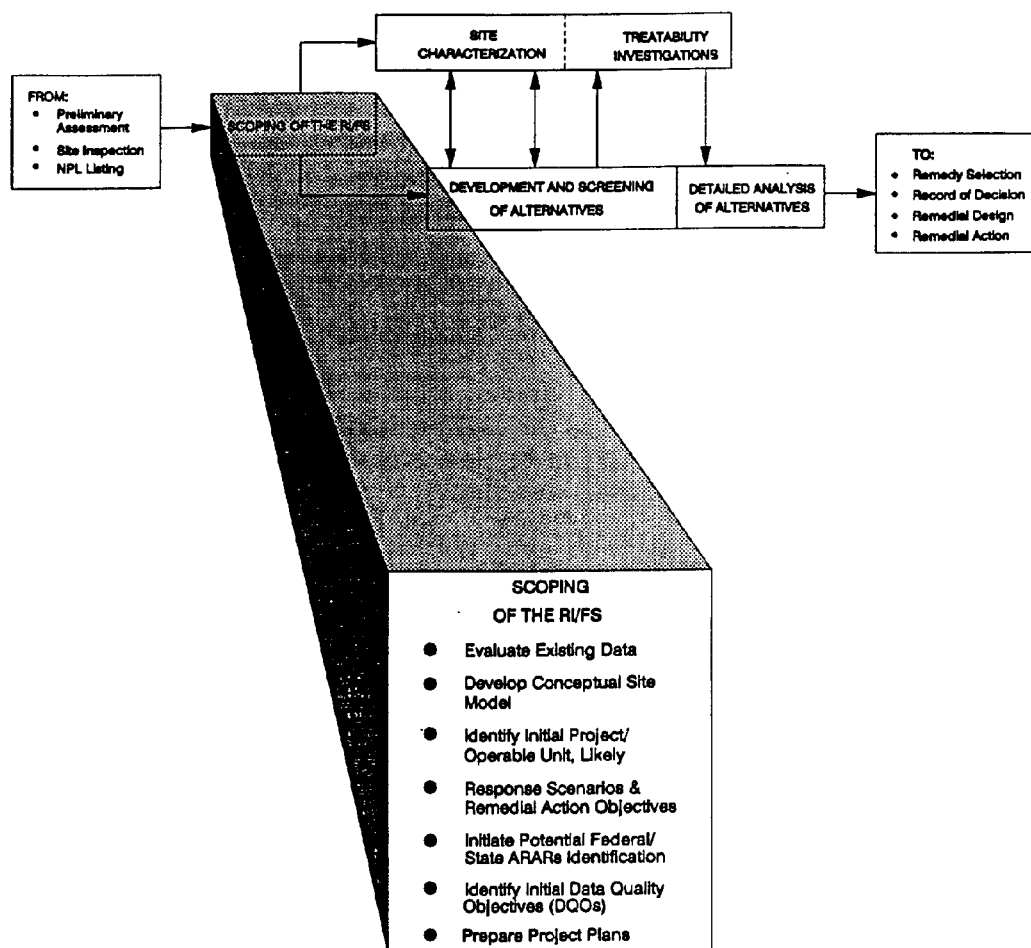 SITE
CHARACTERIZATION
TREATABILITY
INVESTIGATIONS
FROM:
• Preliminary
Assessment
• Site Inspection
• NPL Listing
SCOPING OF THE RI/FS
DEVELOPMENT AND SCREENING
OF ALTERNATIVES
DETAILED ANALYSIS
OF ALTERNATIVES
TO:
• Remedy Selection
• Record of Decision
• Remedial Design
• Remedial Action
SCOPING
OF THE RI/FS
● Evaluate Existing Data
● Develop Conceptual Site
Model
● Identify Initial Project/
Operable Unit, Likely
● Response Scenarios &
Remedial Action Objectives
● Initiate Potential Federal/
State ARARs Identification
● Identify Initial Data Quality
Objectives (DQOs)
● Prepare Project Plans